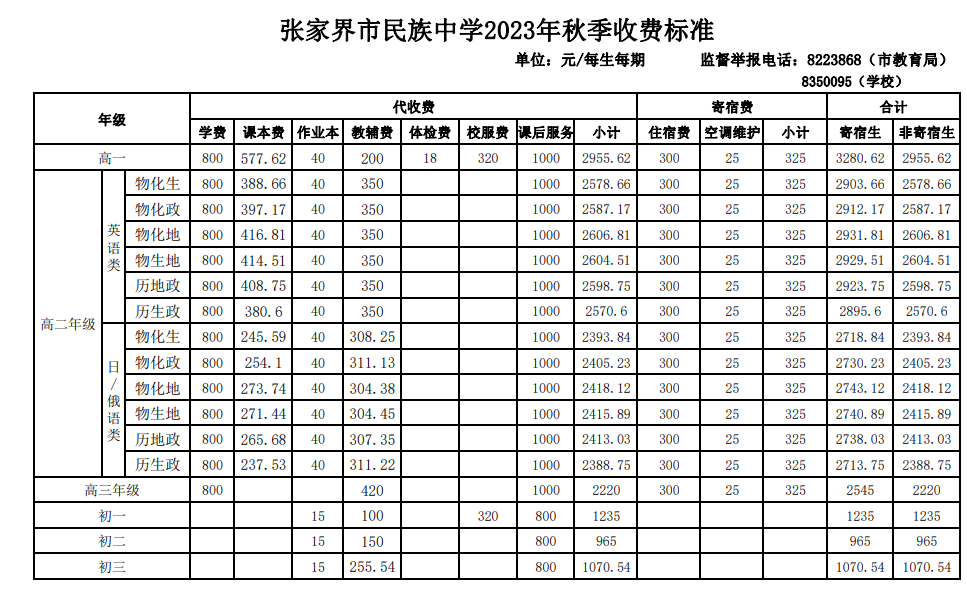 张家界市民族中学2023年秋季收费标准
单位：元/每生每期 监督举报电话：8223868（市教育局）
8350095（学校）
年级 代收费 寄宿费 合计
学费 课本费 作业本 教辅费 体检费 校服费 课后服务 小计 住宿费 空调维护 小计 寄宿生 非寄宿生
高一 800 577.62 40 200 18 320 1000 2955.62 300 25 325 3280.62 2955.62
高二年级 英语类 物化生 800 388.66 40 350 1000 2578.66 300 25 325 2903.66 2578.66
物化政 800 397.17 40 350 1000 2587.17 300 25 325 2912.17 2587.17
物化地 800 416.81 40 350 1000 2606.81 300 25 325 2931.81 2606.81
物生地 800 414.51 40 350 1000 2604.51 300 25 325 2929.51 2604.51
历地政 800 408.75 40 350 1000 2598.75 300 25 325 2923.75 2598.75
历生政 800 380.6 40 350 1000 2570.6 300 25 325 2895.6 2570.6
日/俄语类 物化生 800 245.59 40 308.25 1000 2393.84 300 25 325 2718.84 2393.84
物化政 800 254.1 40 311.13 1000 2405.23 300 25 325 2730.23 2405.23
物化地 800 273.74 40 304.38 1000 2418.12 300 25 325 2743.12 2418.12
物生地 800 271.44 40 304.45 1000 2415.89 300 25 325 2740.89 2415.89
历地政 800 265.68 40 307.35 1000 2413.03 300 25 325 2738.03 2413.03
历生政 800 237.53 40 311.22 1000 2388.75 300 25 325 2713.75 2388.75
高三年级 800 420 1000 2220 300 25 325 2545 2220
初一 15 100 320 800 1235 1235 1235
初二 15 150 800 965 965 965
初三 15 255.54 800 1070.54 1070.54 1070.54